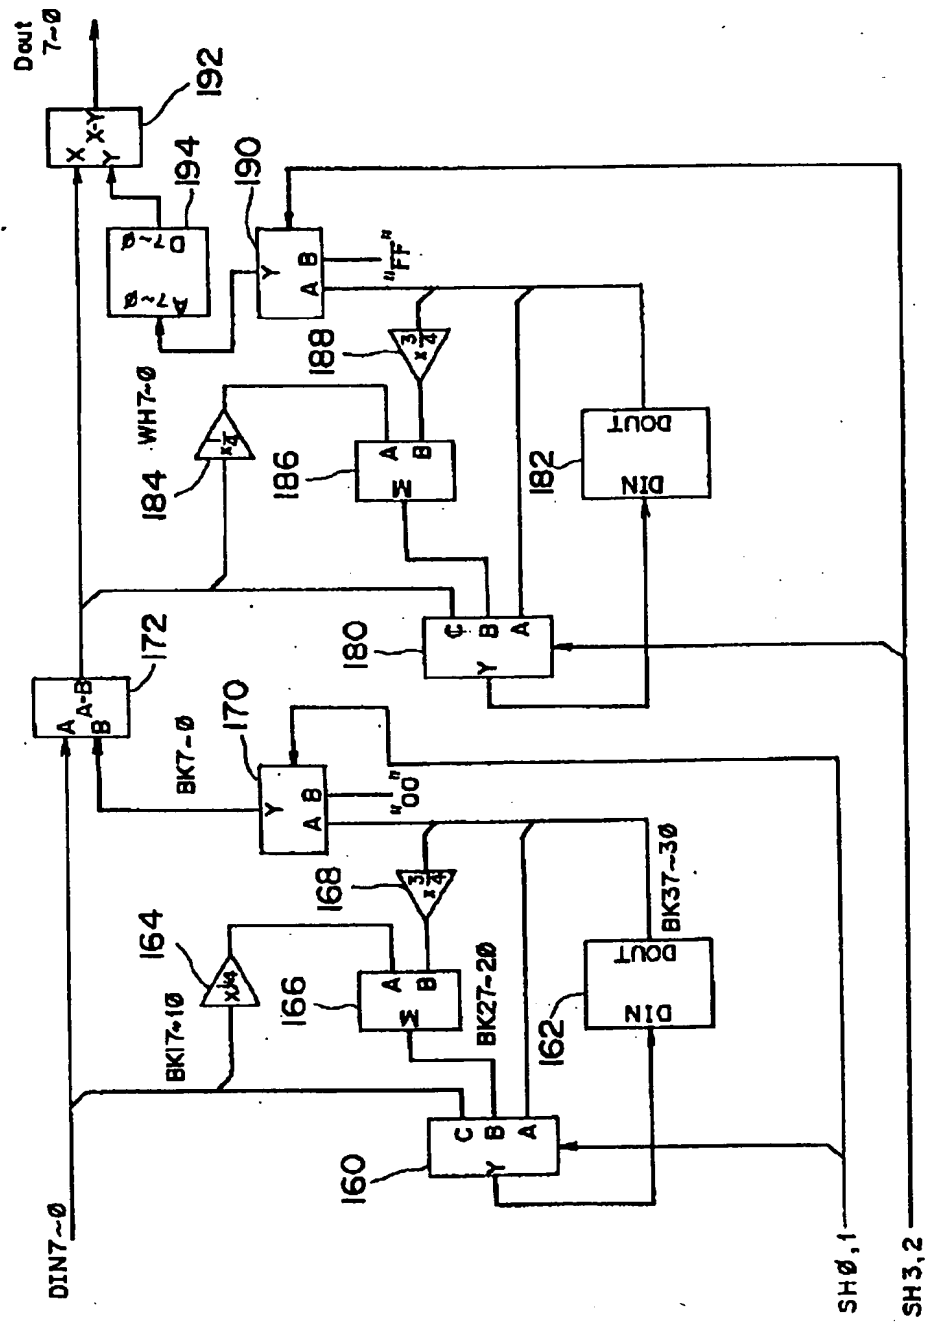 DIN7~0
BK17~10
164
x 1/4
160
C
B
A
Y
166
A
B
M
168
x 3/4
BK27~20
162
DIN
DOUT
BK37~30
170
A
B
Y
"00"
BK7~0
172
A
A-B
B
180
C
B
A
Y
184
x 1/4
WH7~0
186
A
B
M
188
x 3/4
182
DIN
DOUT
190
A
B
Y
"FF"
194
A7~0
D7~0
192
X
X-Y
Y
Dout
7~0
SH0,1
SH3,2